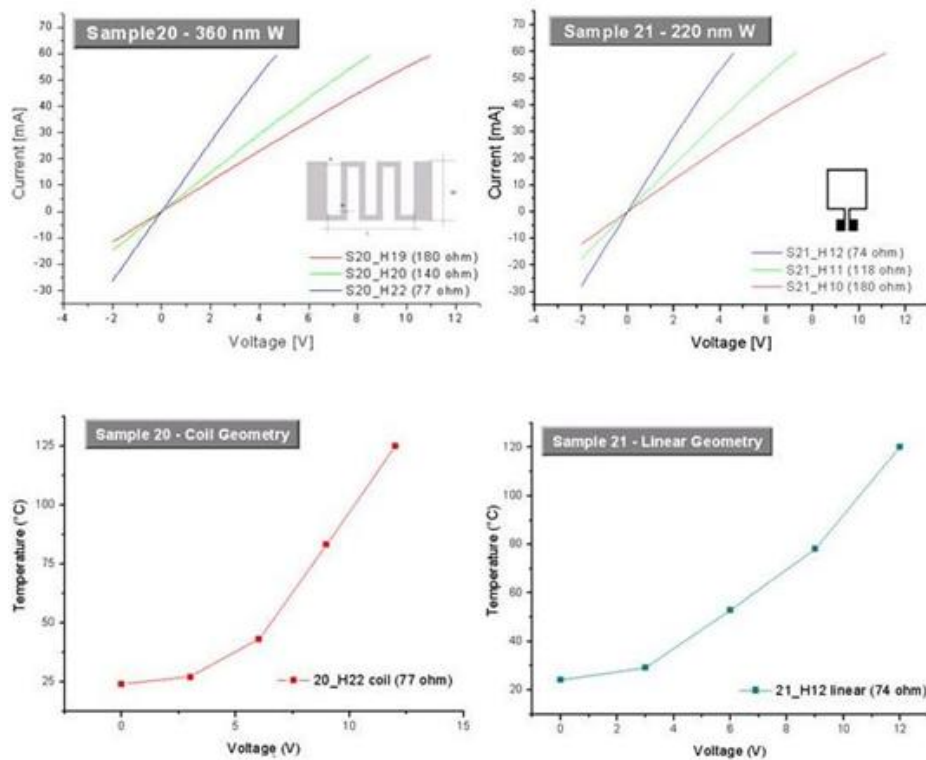 Sample20 - 360 nm W
Current [mA]
70
60
50
40
30
20
10
0
-10
-20
-30
S20_H19 (180 ohm)
S20_H20 (140 ohm)
S20_H22 (77 ohm)
-4 -2 0 2 4 6 8 10 12
Voltage [V]
Sample 21 - 220 nm W
Current [mA]
70
60
50
40
30
20
10
0
-10
-20
-30
S21_H12 (74 ohm)
S21_H11 (118 ohm)
S21_H10 (180 ohm)
-4 -2 0 2 4 6 8 10 12
Voltage [V]
Sample 20 - Coil Geometry
Temperature (°C)
125
100
75
50
25
20_H22 coil (77 ohm)
0 5 10 15
Voltage (V)
Sample 21 - Linear Geometry
Temperature (°C)
120
100
80
60
40
20
21_H12 linear (74 ohm)
0 2 4 6 8 10 12
Voltage (V)